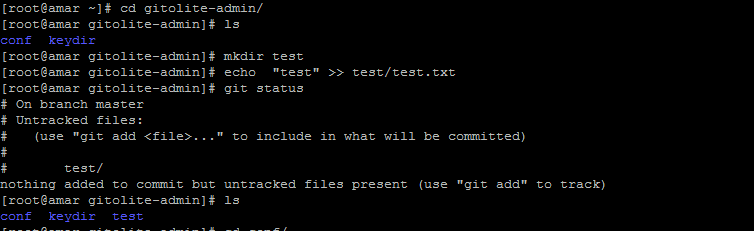 [root@amar ~]# cd gitolite-admin/
[root@amar gitolite-admin]# ls
conf  keydir
[root@amar gitolite-admin]# mkdir test
[root@amar gitolite-admin]# echo  "test" >> test/test.txt
[root@amar gitolite-admin]# git status
# On branch master
# Untracked files:
#   (use "git add <file>..." to include in what will be committed)
#
#       test/
nothing added to commit but untracked files present (use "git add" to track)
[root@amar gitolite-admin]# ls
conf  keydir  test
[root@amar gitolite-admin]# cd conf/